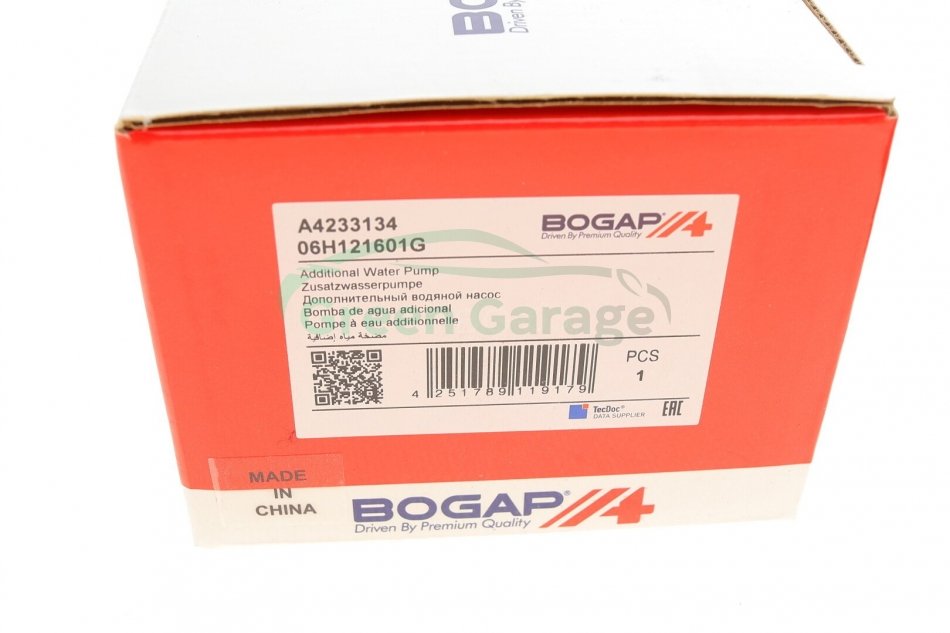 BOGAP
Driven By
A4233134
06H121601G
BOGAP
Driven By Premium Quality
Additional Water Pump
Zusatzwasserpumpe
Дополнительный водяной насос
Bomba de agua adicional
Pompe à eau additionnelle
مضخة مياه إضافية
Green Garage
PCS
1
4 251789 119179
TecDoc®
DATA SUPPLIER
EAC
MADE
IN
CHINA
BOGAP®
Driven By Premium Quality